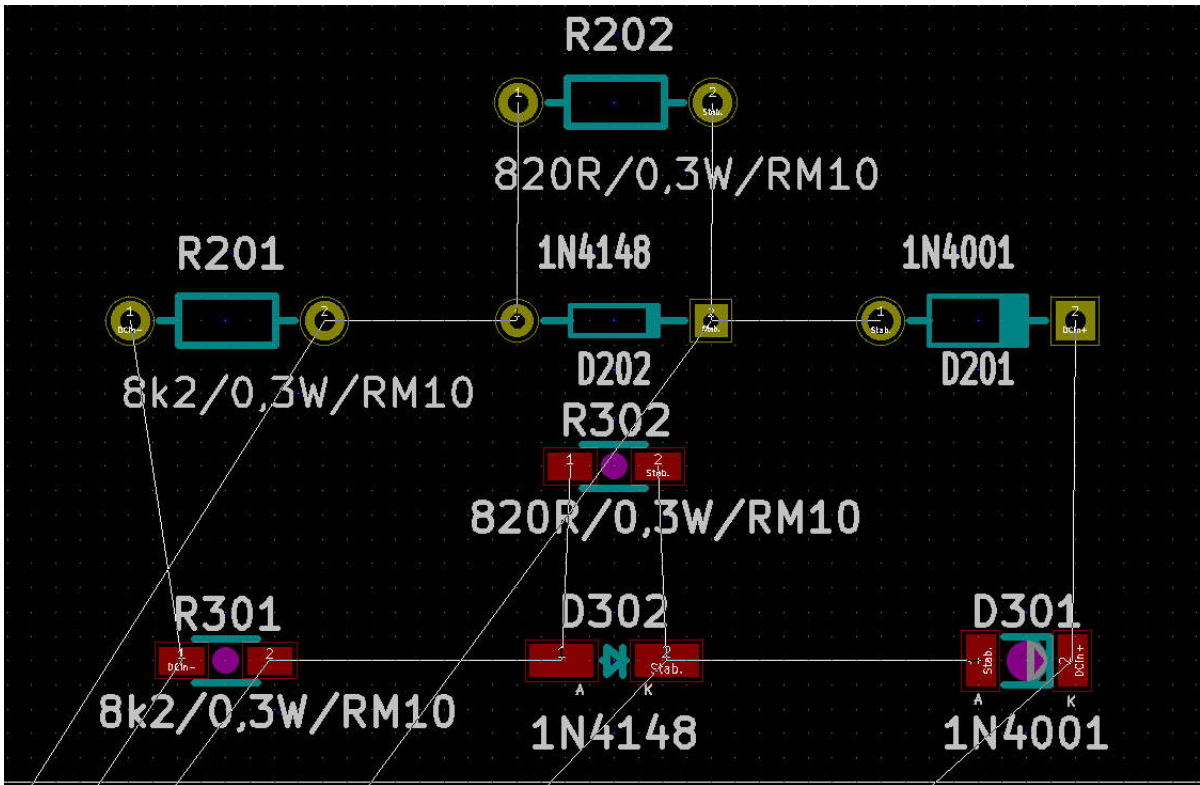 R202
1 2
Stab.
820R/0,3W/RM10
R201 1N4148 1N4001
1 2 2 1 2
DCin- Stab. Stab. DCin+
8k2/0,3W/RM10 D202 D201
R302
1 2
Stab.
820R/0,3W/RM10
R301 D302 D301
1 2 1 2 1 2
DCin- Stab. Stab. DCin+
A K A K
8k2/0,3W/RM10 1N4148 1N4001